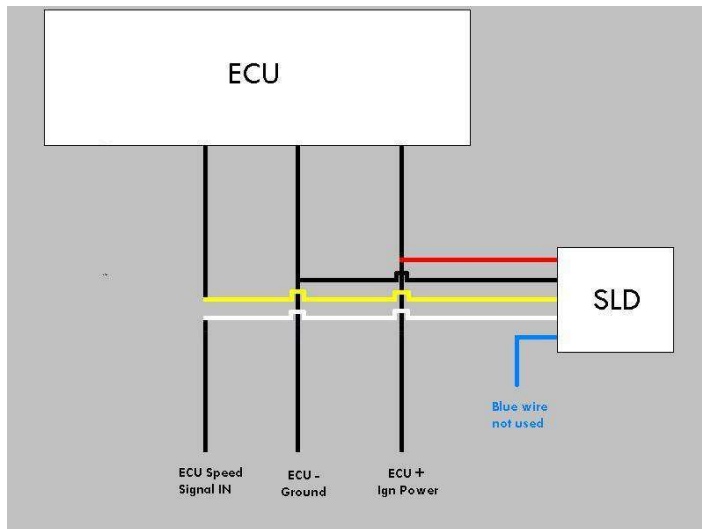 ECU
SLD
Blue wire
not used
ECU Speed
Signal IN
ECU -
Ground
ECU +
Ign Power